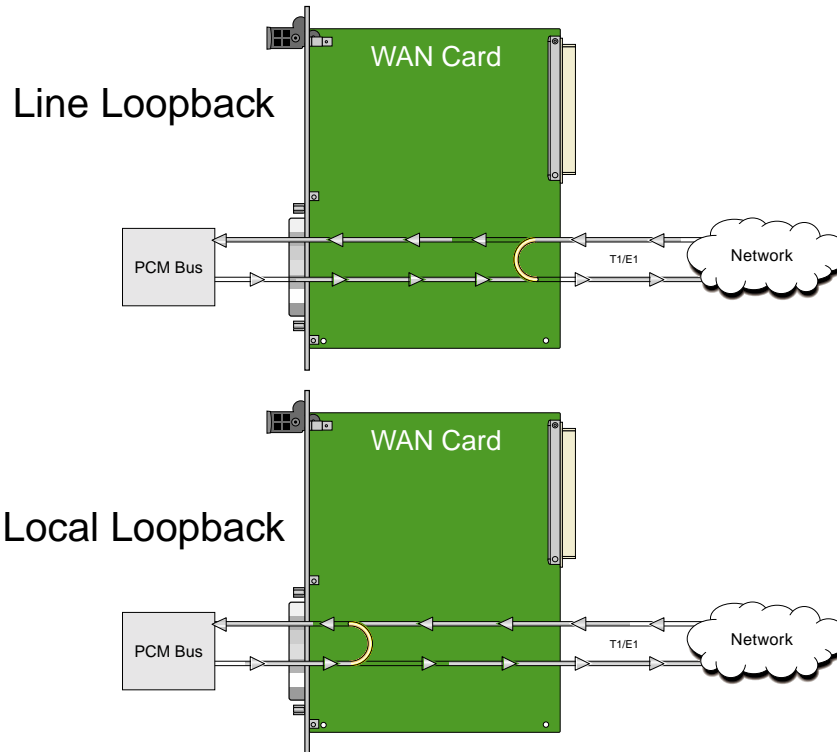 WAN Card
Line Loopback
PCM Bus
T1/E1
Network
WAN Card
Local Loopback
PCM Bus
T1/E1
Network